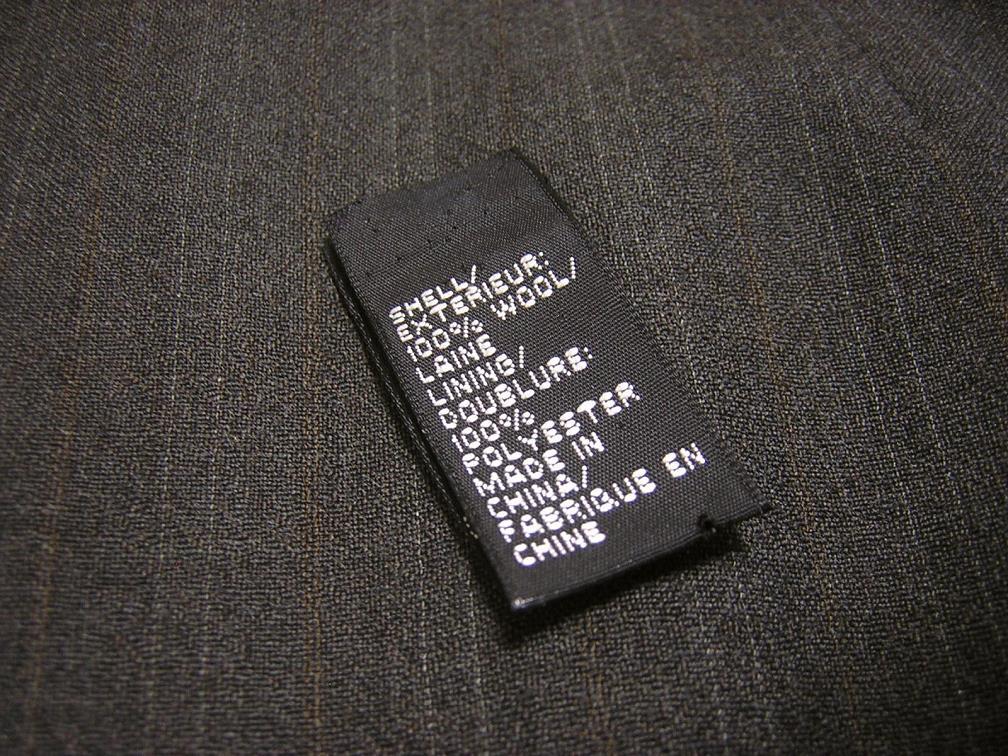 SHELL/
EXTERIEUR:
100% WOOL/
LAINE
LINING/
DOUBLURE:
100%
POLYESTER
MADE IN
CHINA/
FABRIQUE EN
CHINE